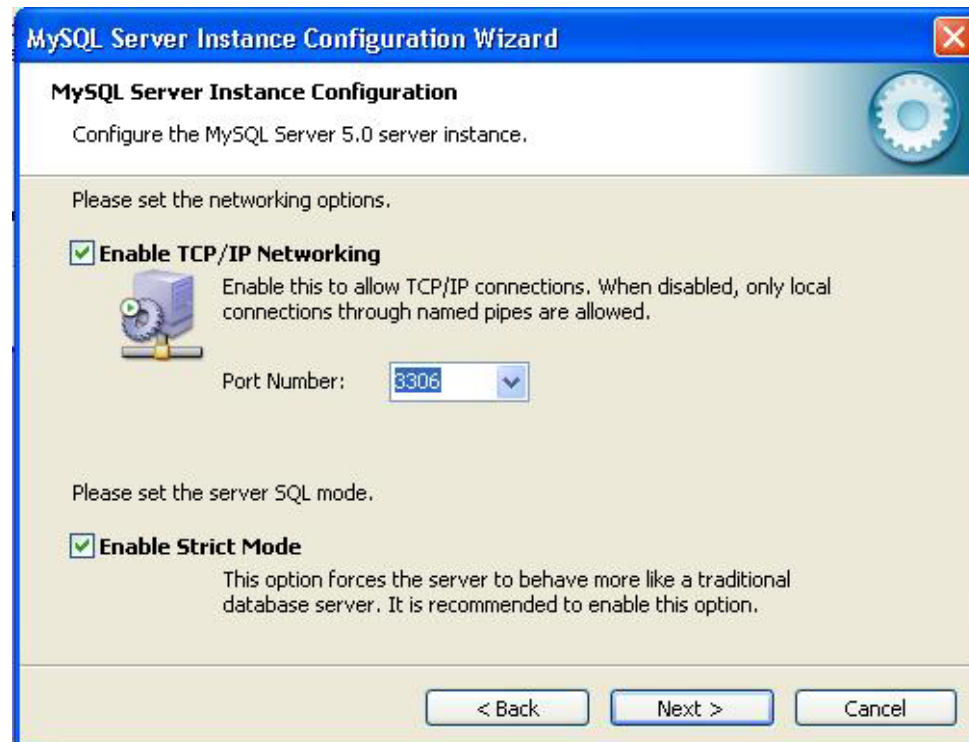 MySQL Server Instance Configuration Wizard
MySQL Server Instance Configuration
Configure the MySQL Server 5.0 server instance.
Please set the networking options.
Enable TCP/IP Networking
Enable this to allow TCP/IP connections. When disabled, only local
connections through named pipes are allowed.
Port Number: 3306
Please set the server SQL mode.
Enable Strict Mode
This option forces the server to behave more like a traditional
database server. It is recommended to enable this option.
< Back Next > Cancel